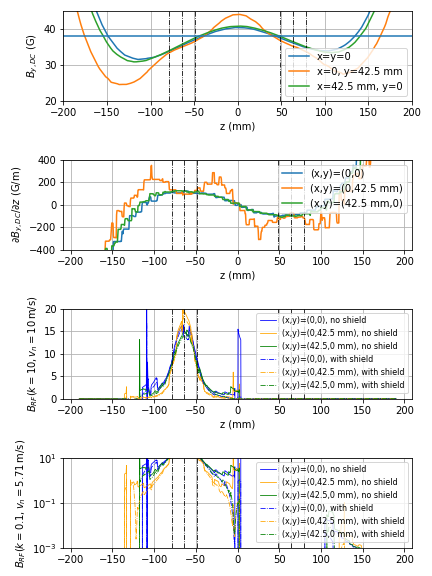 45
40
30
20
B_{y,DC} (G)
x=y=0
x=0, y=42.5 mm
x=42.5 mm, y=0
−200 −150 −100 −50 0 50 100 150 200
z (mm)
400
200
0
−200
−400
∂B_{y,DC}/∂z (G/m)
(x,y)=(0,0)
(x,y)=(0,42.5 mm)
(x,y)=(42.5 mm,0)
−200 −150 −100 −50 0 50 100 150 200
z (mm)
20
15
10
5
0
B_{RF}(k = 10, v_n = 10 m/s)
(x,y)=(0,0), no shield
(x,y)=(0,42.5 mm), no shield
(x,y)=(42.5,0 mm), no shield
(x,y)=(0,0), with shield
(x,y)=(0,42.5 mm), with shield
(x,y)=(42.5,0 mm), with shield
−200 −150 −100 −50 0 50 100 150 200
z (mm)
10^1
10^{−1}
10^{−3}
B_{RF}(k = 0.1, v_n = 5.71 m/s)
(x,y)=(0,0), no shield
(x,y)=(0,42.5 mm), no shield
(x,y)=(42.5,0 mm), no shield
(x,y)=(0,0), with shield
(x,y)=(0,42.5 mm), with shield
(x,y)=(42.5,0 mm), with shield
−200 −150 −100 −50 0 50 100 150 200